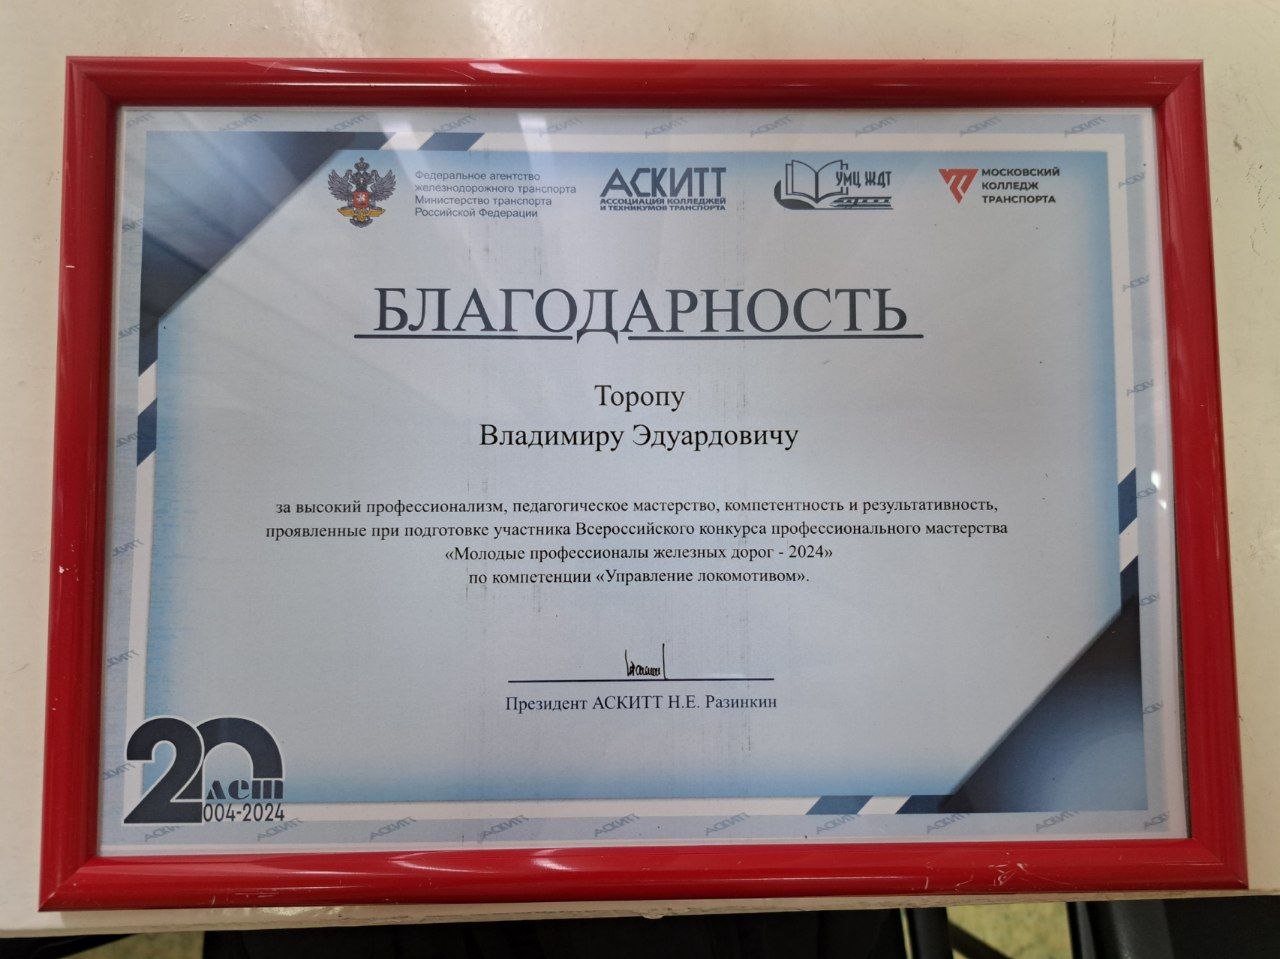 Федеральное агентство
железнодорожного транспорта
Министерство транспорта
Российской Федерации
АСКИТТ
АССОЦИАЦИЯ КОЛЛЕДЖЕЙ
И ТЕХНИКУМОВ ТРАНСПОРТА
УМЦ ЖДТ
МОСКОВСКИЙ
КОЛЛЕДЖ
ТРАНСПОРТА
БЛАГОДАРНОСТЬ
Торопу
Владимиру Эдуардовичу
за высокий профессионализм, педагогическое мастерство, компетентность и результативность,
проявленные при подготовке участника Всероссийского конкурса профессионального мастерства
«Молодые профессионалы железных дорог - 2024»
по компетенции «Управление локомотивом».
Президент АСКИТТ Н.Е. Разинкин
20 лет
004-2024